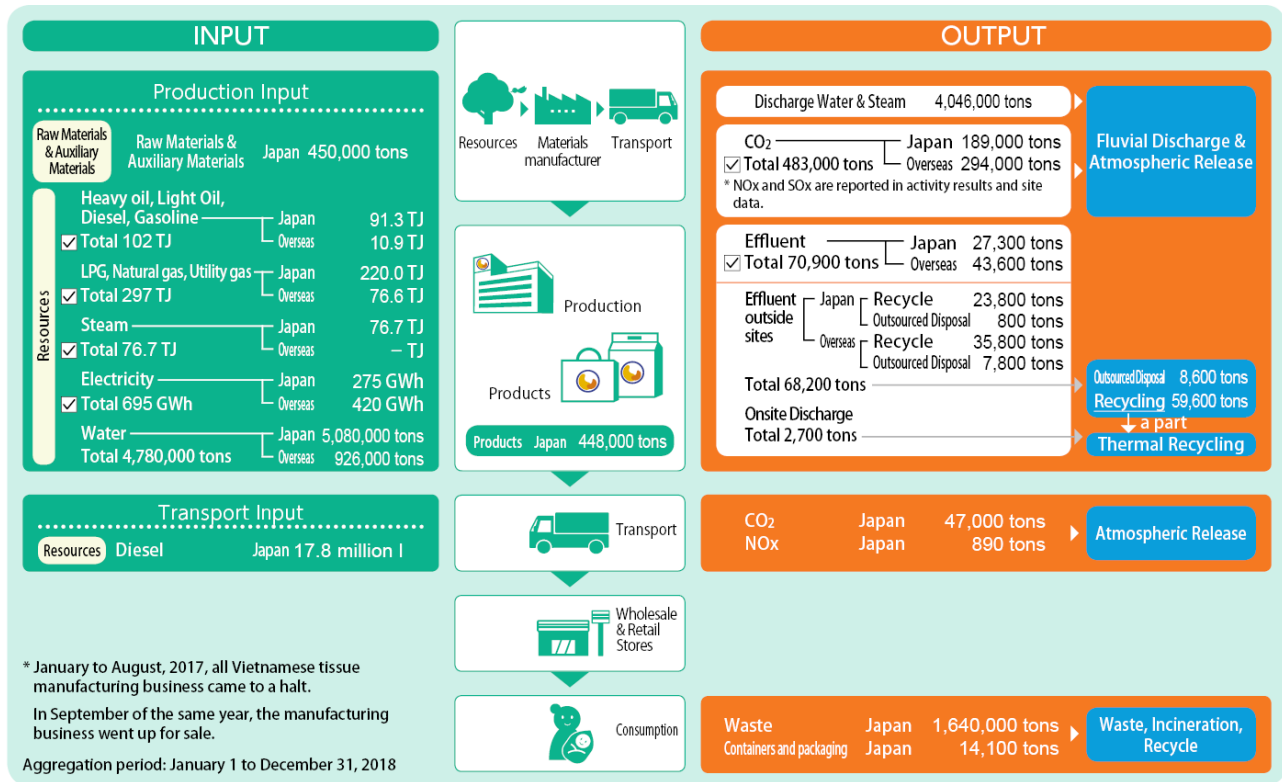 INPUT
Production Input
Raw Materials
& Auxiliary
Materials
Raw Materials &
Auxiliary Materials Japan 450,000 tons
Resources
Heavy oil, Light Oil,
Diesel, Gasoline Japan 91.3 TJ
Total 102 TJ Overseas 10.9 TJ
LPG, Natural gas, Utility gas Japan 220.0 TJ
Total 297 TJ Overseas 76.6 TJ
Steam Japan 76.7 TJ
Total 76.7 TJ Overseas – TJ
Electricity Japan 275 GWh
Total 695 GWh Overseas 420 GWh
Water Japan 5,080,000 tons
Total 4,780,000 tons Overseas 926,000 tons
Transport Input
Resources Diesel Japan 17.8 million l
* January to August, 2017, all Vietnamese tissue
manufacturing business came to a halt.
In September of the same year, the manufacturing
business went up for sale.
Aggregation period: January 1 to December 31, 2018
Resources Materials manufacturer Transport
Production
Products
Products Japan 448,000 tons
Transport
Wholesale
& Retail
Stores
Consumption
OUTPUT
Discharge Water & Steam 4,046,000 tons
CO₂ Japan 189,000 tons
Total 483,000 tons Overseas 294,000 tons
* NOx and SOx are reported in activity results and site
data.
Fluvial Discharge &
Atmospheric Release
Effluent Japan 27,300 tons
Total 70,900 tons Overseas 43,600 tons
Effluent
outside
sites
Japan Recycle 23,800 tons
Outsourced Disposal 800 tons
Overseas Recycle 35,800 tons
Outsourced Disposal 7,800 tons
Total 68,200 tons
Outsourced Disposal 8,600 tons
Recycling 59,600 tons
a part
Onsite Discharge
Total 2,700 tons
Thermal Recycling
CO₂ Japan 47,000 tons
NOx Japan 890 tons
Atmospheric Release
Waste Japan 1,640,000 tons
Containers and packaging Japan 14,100 tons
Waste, Incineration,
Recycle